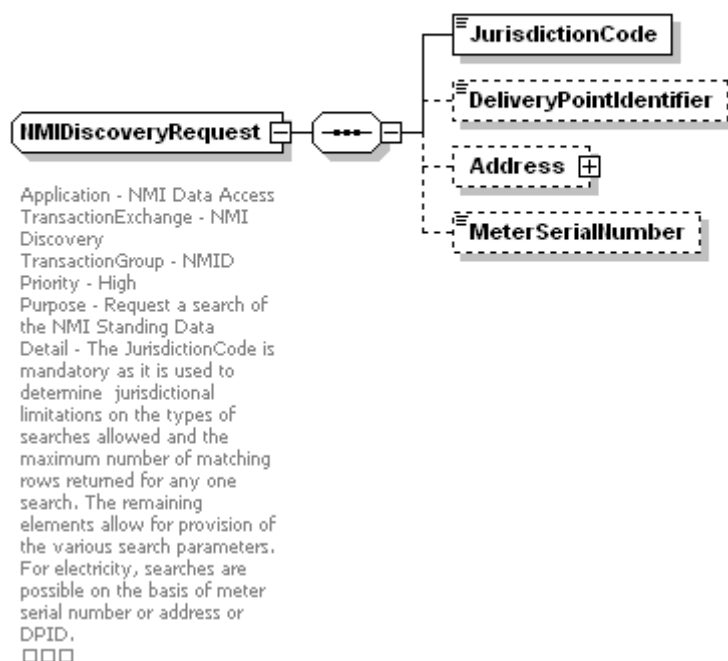 JurisdictionCode
DeliveryPointIdentifier
NMIDiscoveryRequest
Address
MeterSerialNumber
Application - NMI Data Access
TransactionExchange - NMI
Discovery
TransactionGroup - NMID
Priority - High
Purpose - Request a search of
the NMI Standing Data
Detail - The JurisdictionCode is
mandatory as it is used to
determine  jurisdictional
limitations on the types of
searches allowed and the
maximum number of matching
rows returned for any one
search. The remaining
elements allow for provision of
the various search parameters.
For electricity, searches are
possible on the basis of meter
serial number or address or
DPID.
□□□